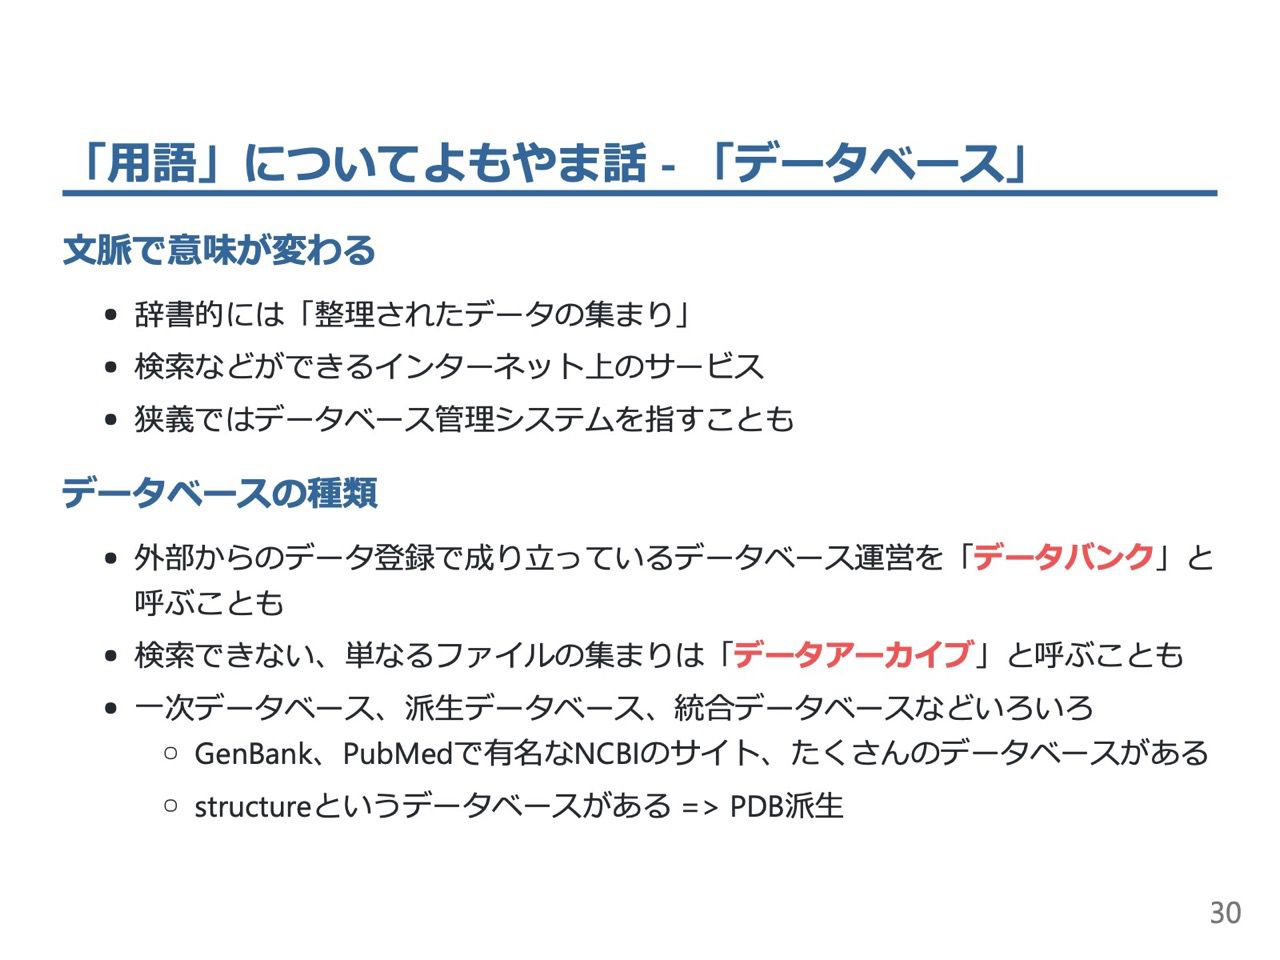 「用語」についてよもやま話 - 「データベース」
文脈で意味が変わる
• 辞書的には「整理されたデータの集まり」
• 検索などができるインターネット上のサービス
• 狭義ではデータベース管理システムを指すことも
データベースの種類
• 外部からのデータ登録で成り立っているデータベース運営を「データバンク」と
呼ぶことも
• 検索できない、単なるファイルの集まりは「データアーカイブ」と呼ぶことも
• 一次データベース、派生データベース、統合データベースなどいろいろ
○ GenBank、PubMedで有名なNCBIのサイト、たくさんのデータベースがある
○ structureというデータベースがある => PDB派生
30